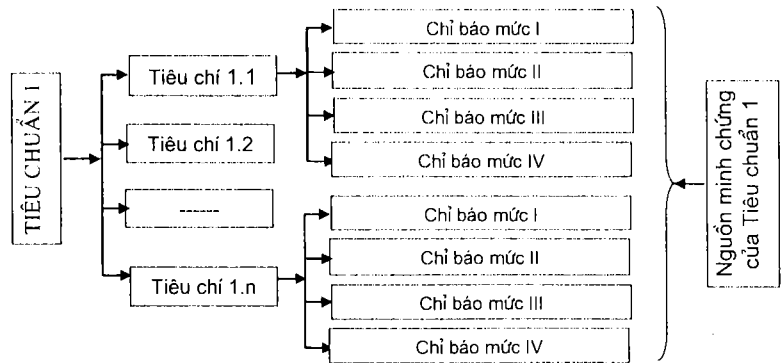 TIÊU CHUẨN 1
Tiêu chí 1.1
Tiêu chí 1.2
------
Tiêu chí 1.n
Chỉ báo mức I
Chỉ báo mức II
Chỉ báo mức III
Chỉ báo mức IV
Chỉ báo mức I
Chỉ báo mức II
Chỉ báo mức III
Chỉ báo mức IV
Nguồn minh chứng
của Tiêu chuẩn 1